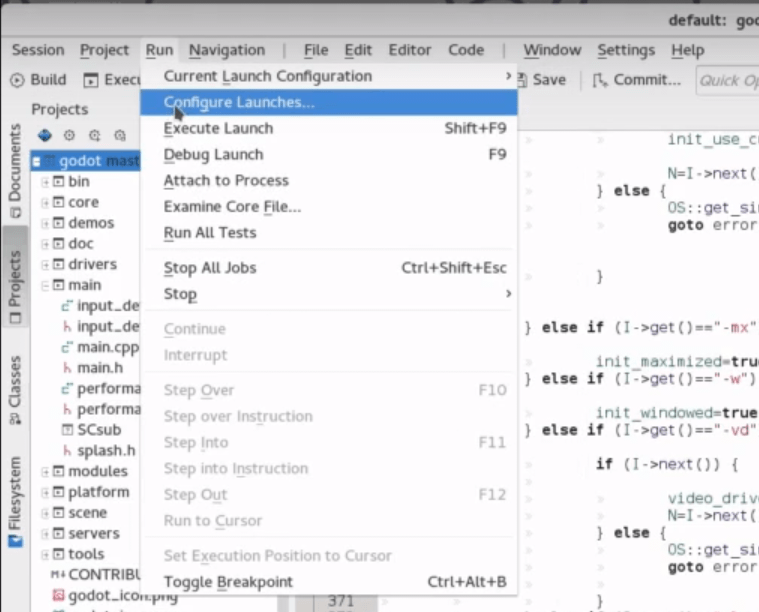 default: god
Session Project Run Navigation | File Edit Editor Code | Window Settings Help
Build Execu Save Commit... Quick Op
Projects
godot mast
bin
core
demos
doc
drivers
main
input_de
input_de
main.cpp
main.h
performa
performa
SCsub
splash.h
modules
platform
scene
servers
tools
CONTRIBU
godot_icon.png
Documents
Projects
Classes
Filesystem
Current Launch Configuration
Configure Launches...
Execute Launch Shift+F9
Debug Launch F9
Attach to Process
Examine Core File...
Run All Tests
Stop All Jobs Ctrl+Shift+Esc
Stop
Continue
Interrupt
Step Over F10
Step over Instruction
Step Into F11
Step into Instruction
Step Out F12
Run to Cursor
Set Execution Position to Cursor
Toggle Breakpoint Ctrl+Alt+B
init_use_cu
N=I->next(
} else {
OS::get_sin
goto error
}
} else if (I->get()=="-mx"
init_maximized=true
} else if (I->get()=="-w")
init_windowed=true
} else if (I->get()=="-vd"
if (I->next()) {
video_drive
N=I->next(
} else {
OS::get_sin
goto error
371
}